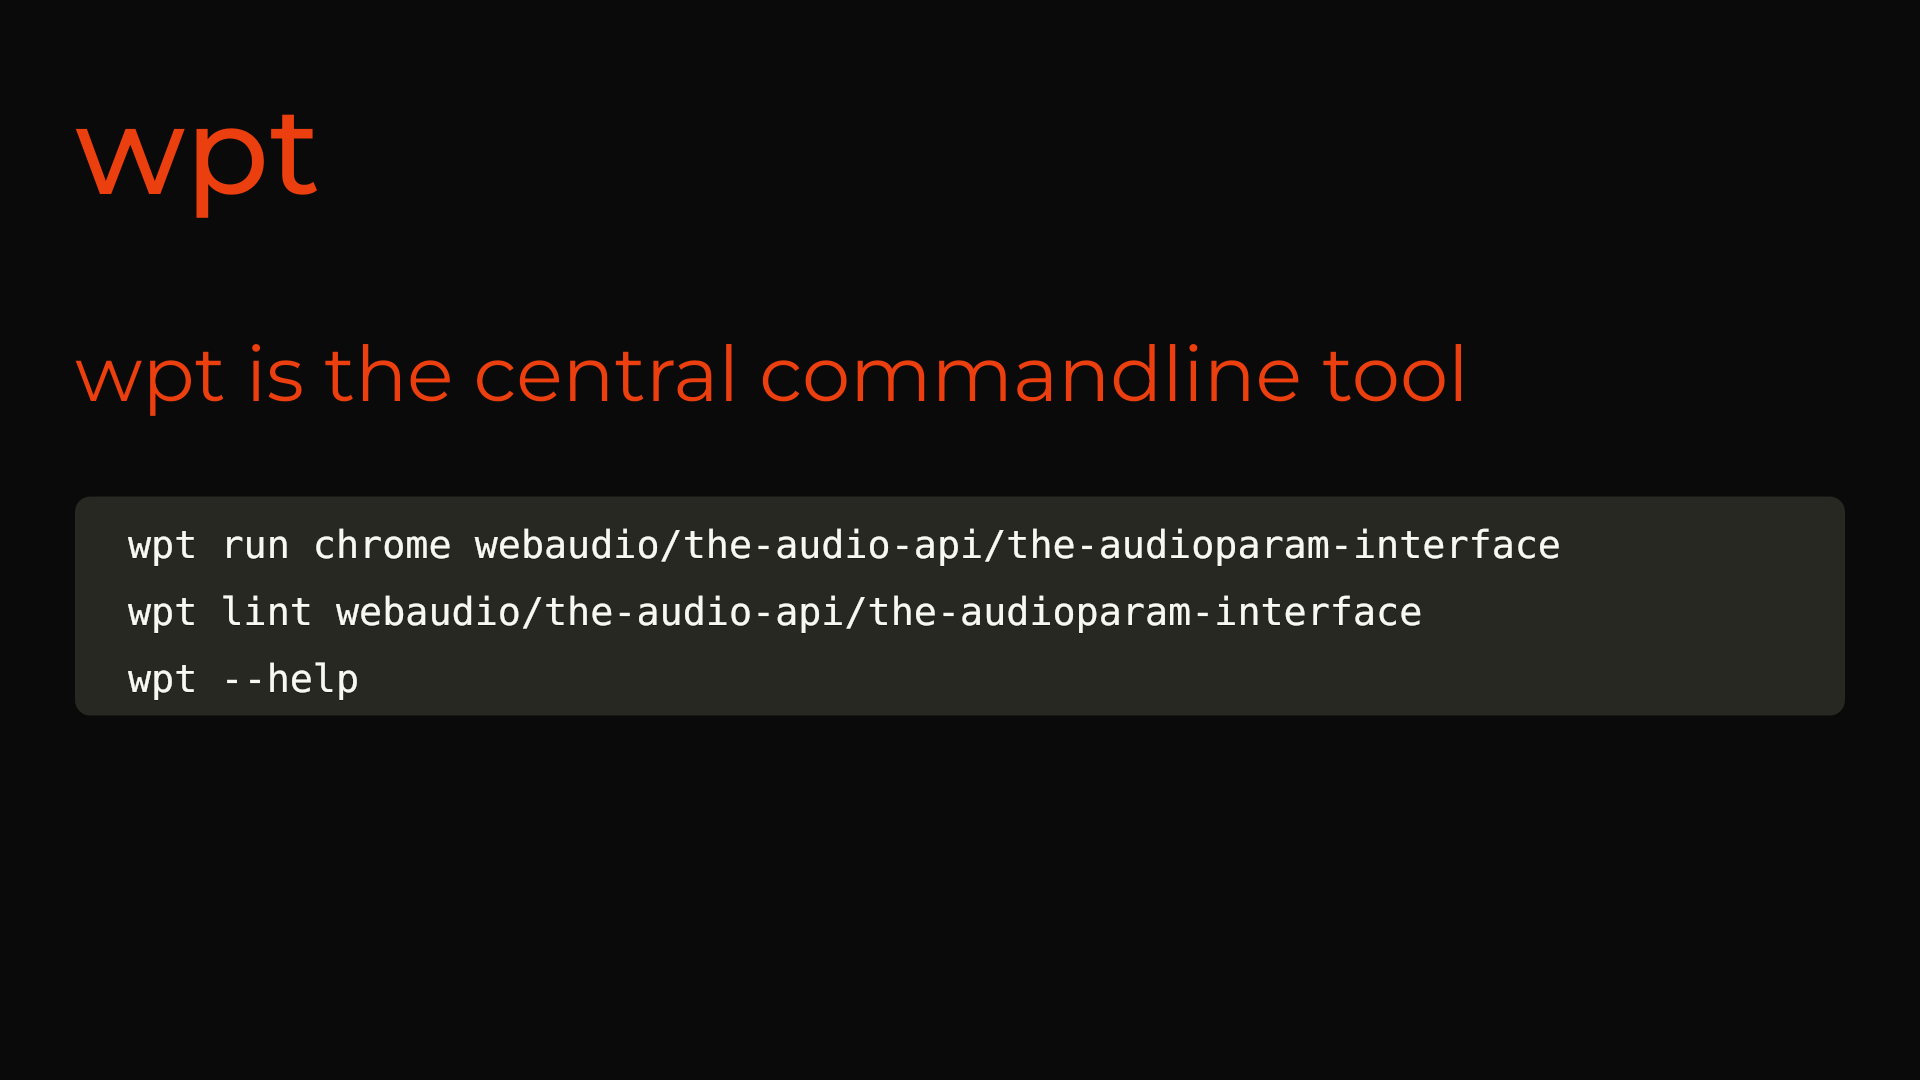 wpt
wpt is the central commandline tool
wpt run chrome webaudio/the-audio-api/the-audioparam-interface
wpt lint webaudio/the-audio-api/the-audioparam-interface
wpt --help